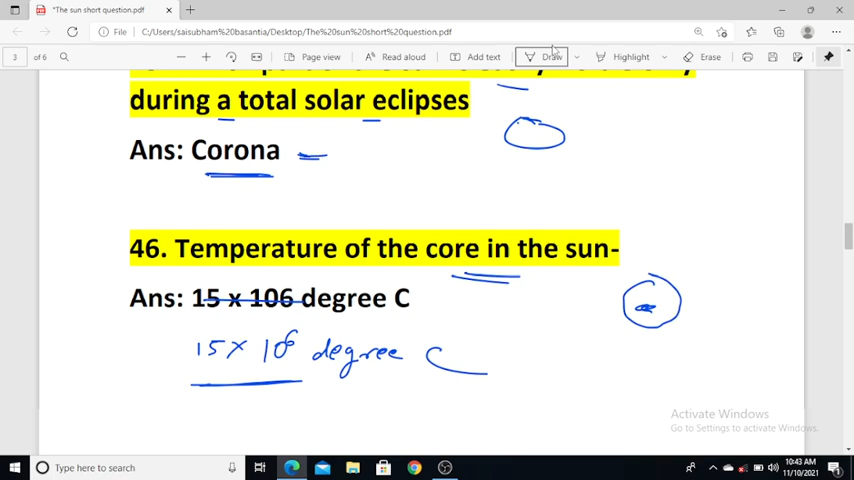 *The sun short question.pdf
File
C:/Users/saisubham%20basantia/Desktop/The%20sun%20short%20question.pdf
3 of 6
Page view
Read aloud
Add text
Draw
Highlight
Erase
during a total solar eclipses
Ans: Corona
46. Temperature of the core in the sun-
Ans: 15 x 106 degree C
15 x 10⁶ degree C
Activate Windows
Go to Settings to activate Windows.
Type here to search
10:43 AM
11/10/2021